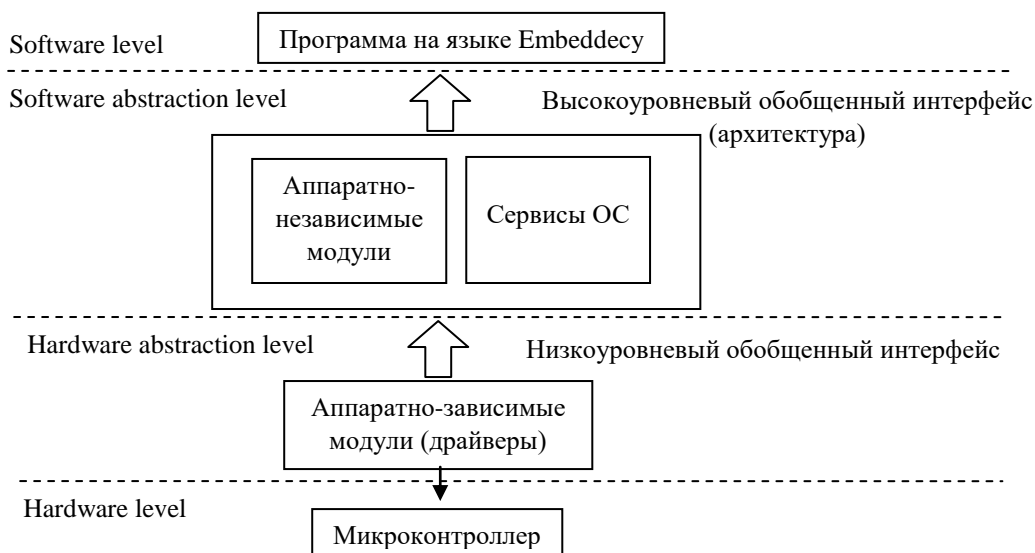 Software level
Программа на языке Embeddecy
Software abstraction level
Высокоуровневый обобщенный интерфейс
(архитектура)
Аппаратно-
независимые
модули
Сервисы ОС
Hardware abstraction level
Низкоуровневый обобщенный интерфейс
Аппаратно-зависимые
модули (драйверы)
Hardware level
Микроконтроллер